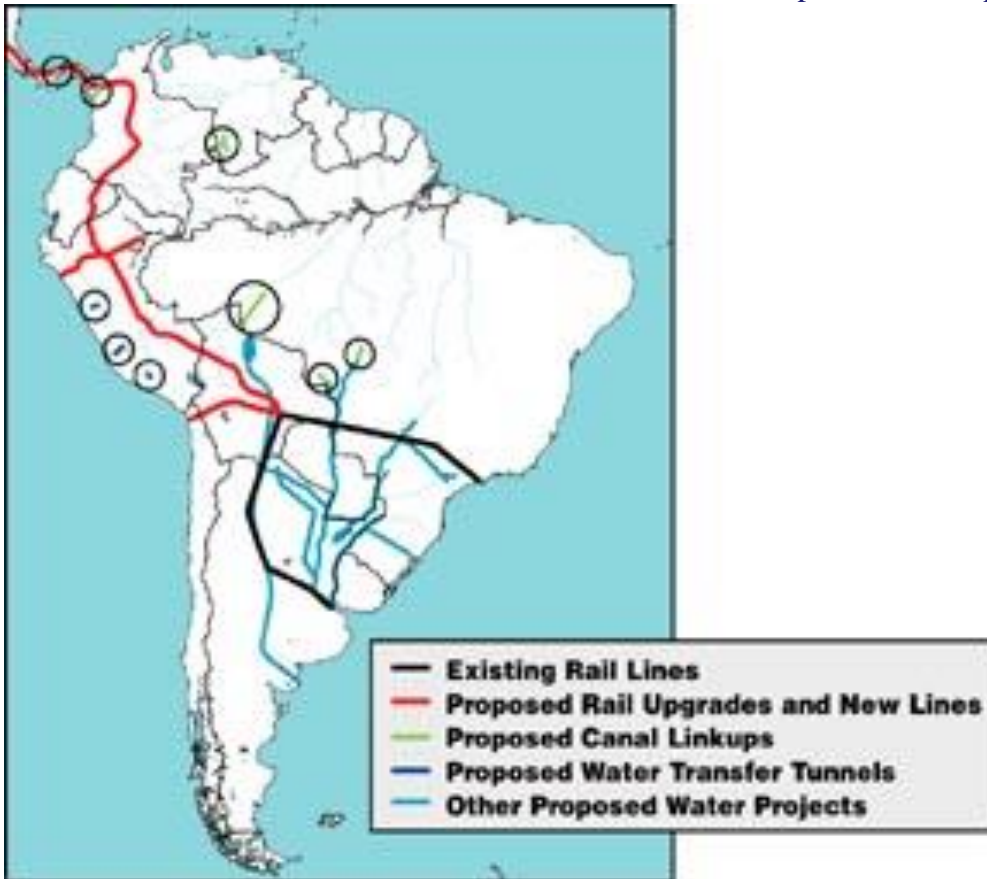 Existing Rail Lines
Proposed Rail Upgrades and New Lines
Proposed Canal Linkups
Proposed Water Transfer Tunnels
Other Proposed Water Projects